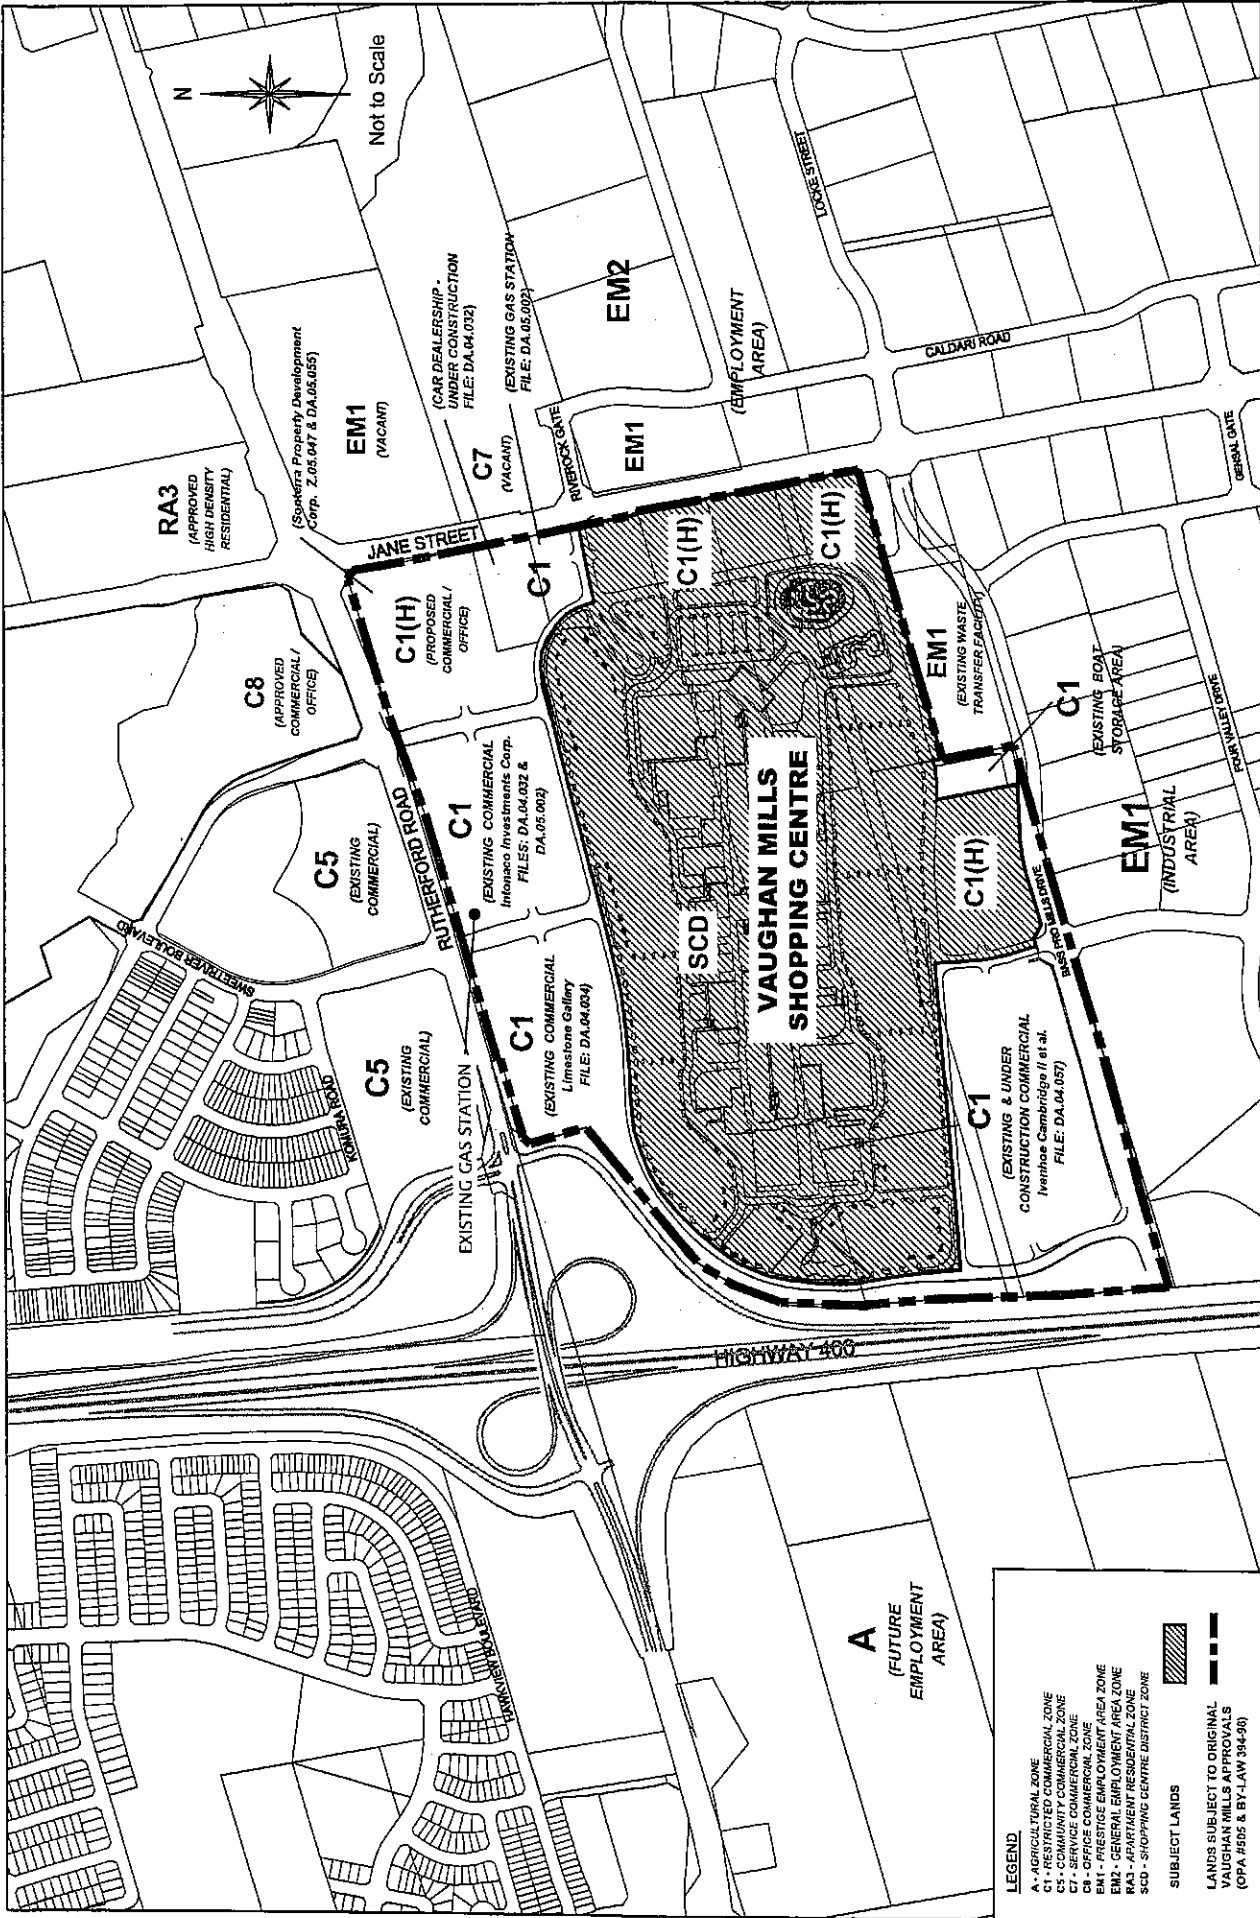 N
Not to Scale
RA3
(APPROVED
HIGH DENSITY
RESIDENTIAL)
(Sonterra Property Development
Corp. Z.05.047 & DA.05.055)
EM1
(VACANT)
(CAR DEALERSHIP -
UNDER CONSTRUCTION
FILE: DA.04.032)
C7
(VACANT)
(EXISTING GAS STATION
FILE: DA.05.002)
EM2
(EMPLOYMENT
AREA)
LOCKE STREET
CALDARI ROAD
RIVEROCK GATE
EM1
JANE STREET
C8
(APPROVED
COMMERCIAL/
OFFICE)
C1(H)
(PROPOSED
COMMERCIAL/
OFFICE)
C1
C1(H)
C1(H)
EM1
(EXISTING WASTE
TRANSFER FACILITY)
C1
(EXISTING BOAT
STORAGE AREA)
GENSAL GATE
FOUR VALLEY DRIVE
EM1
(INDUSTRIAL
AREA)
C5
(EXISTING
COMMERCIAL)
RUTHERFORD ROAD
C1
(EXISTING COMMERCIAL
Intonaco Investments Corp.
FILES: DA.04.032 &
DA.05.002)
SCD
VAUGHAN MILLS
SHOPPING CENTRE
C1(H)
BASS PRO MILLS DRIVE
SWEETRIVER BOULEVARD
KOMURA ROAD
C5
(EXISTING
COMMERCIAL)
EXISTING GAS STATION
C1
(EXISTING COMMERCIAL
Limestone Gallery
FILE: DA.04.034)
C1
(EXISTING & UNDER
CONSTRUCTION COMMERCIAL
Ivanhoe Cambridge II et al.
FILE: DA.04.057)
HIGHWAY 400
HAWKVIEW BOULEVARD
A
(FUTURE
EMPLOYMENT
AREA)
LEGEND
A - AGRICULTURAL ZONE
C1 - RESTRICTED COMMERCIAL ZONE
C5 - COMMUNITY COMMERCIAL ZONE
C7 - SERVICE COMMERCIAL ZONE
C8 - OFFICE COMMERCIAL ZONE
EM1 - PRESTIGE EMPLOYMENT AREA ZONE
EM2 - GENERAL EMPLOYMENT AREA ZONE
RA3 - APARTMENT RESIDENTIAL ZONE
SCD - SHOPPING CENTRE DISTRICT ZONE
SUBJECT LANDS
LANDS SUBJECT TO ORIGINAL
VAUGHAN MILLS APPROVALS
(OPA #505 & BY-LAW 394-98)